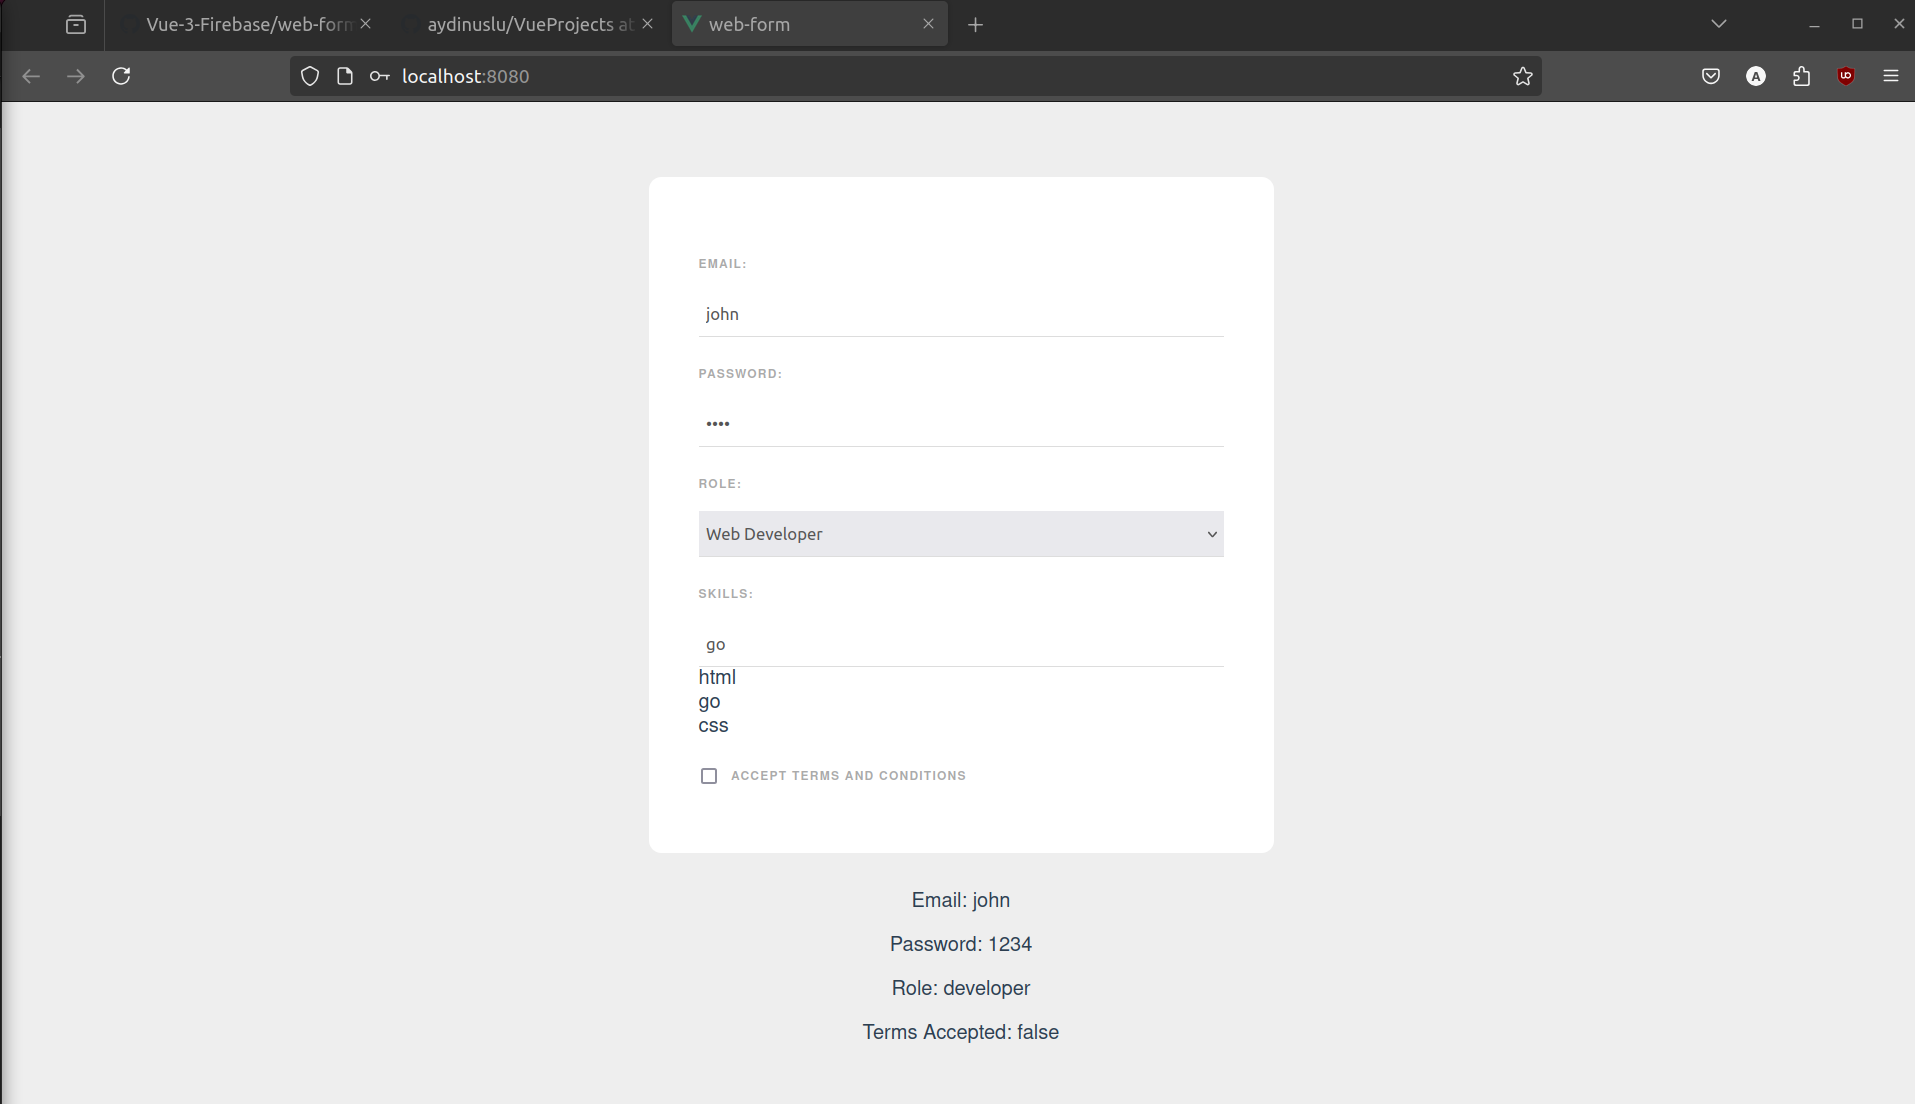 Vue-3-Firebase/web-form
aydinuslu/VueProjects at
web-form
localhost:8080
EMAIL:
john
PASSWORD:
••••
ROLE:
Web Developer
SKILLS:
go
html
go
css
ACCEPT TERMS AND CONDITIONS
Email: john
Password: 1234
Role: developer
Terms Accepted: false